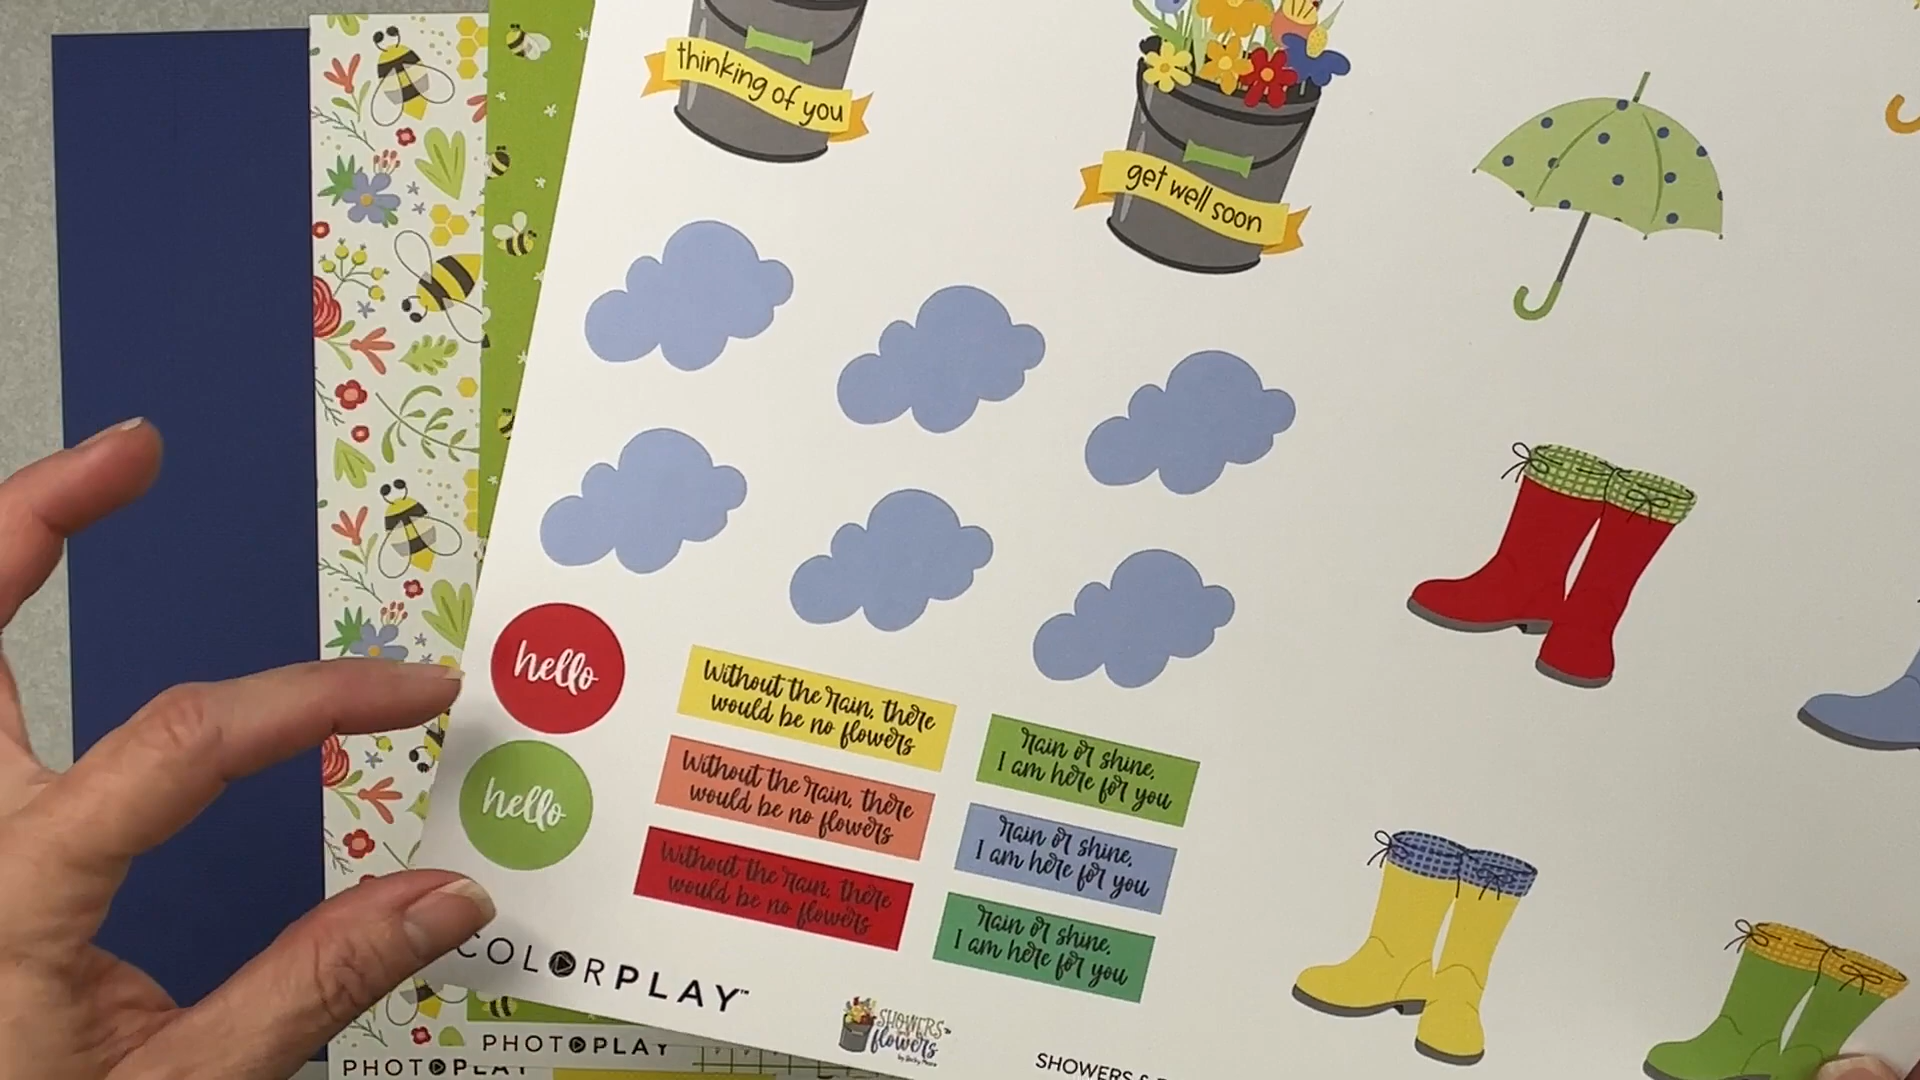 thinking of you
get well soon
hello
hello
Without the rain, there
would be no flowers
Without the rain, there
would be no flowers
Without the rain, there
would be no flowers
rain or shine,
I am here for you
rain or shine,
I am here for you
rain or shine,
I am here for you
COLORPLAY™
SHOWERS
flowers
SHOWERS &
PHOTOPLAY
PHOTOPLAY